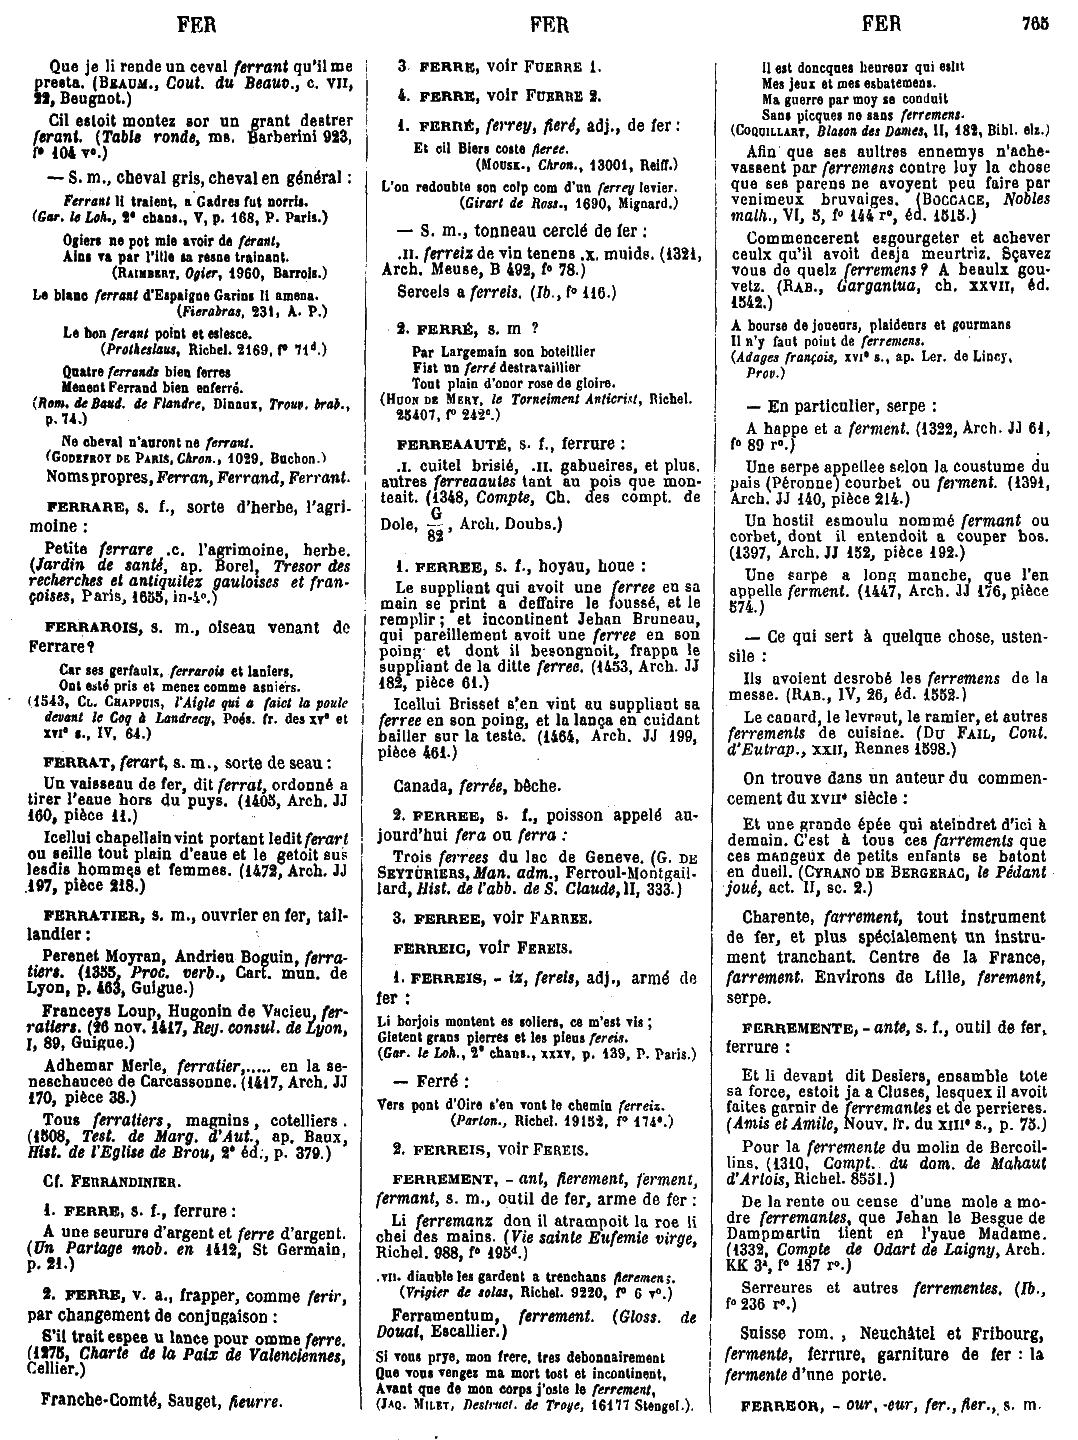 FER FER FER 765
Que je li rende un ceval ferrant qu'il me
presta. (BEAUM., Cout. du Beauv., c. VII,
22, Beugnot.)
Cil estoit montez sor un grant destrer
ferant. (Table ronde, ms. Barberini 923,
f° 104 v°.)
— S. m., cheval gris, cheval en général :
Ferrant li traient, a Gadres fut norris.
(Gar. le Loh., 2° chans., V, p. 168, P. Paris.)
Ogiers ne pot mie avoir de ferant,
Ains va par l'ille sa resne trainant.
(RAIMBERT, Ogier, 1960, Barrois.)
Le blanc ferrant d'Espaigne Garins li amena.
(Fierabras, 231, A. P.)
Le bon ferant point et eslesce.
(Protheslaus, Richel. 2169, f° 71d.)
Quatre ferrands bien ferres
Menent Ferrand bien enferré.
(Rom. de Baud. de Flandre, Dinaux, Trouv. brab.,
p. 74.)
Ne cheval n'auront ne ferrant.
(GODEFROY DE PARIS, Chron., 1029, Buchon.)
Noms propres, Ferran, Ferrand, Ferrant.
FERRARE, s. f., sorte d'herbe, l'agri-
moine :
Petite ferrare .c. l'agrimoine, herbe.
(Jardin de santé, ap. Borel, Tresor des
recherches et antiquitez gauloises et fran-
çoises, Paris, 1655, in-4°.)
FERRAROIS, s. m., oiseau venant de
Ferrare ?
Car ses gerfaulx, ferrarois et laniers,
Ont esté pris et menez comme asniers.
(1543, CL. CHAPPUIS, l'Aigle qui a faict la poule
devant le Coq à Landrecy, Poés. fr. des xv° et
xvi° s., IV, 64.)
FERRAT, ferart, s. m., sorte de seau :
Un vaisseau de fer, dit ferrat, ordonné a
tirer l'eaue hors du puys. (1405, Arch. JJ
160, pièce 11.)
Icellui chapellain vint portant ledit ferart
ou seille tout plain d'eaue et le getoit sus
lesdis hommes et femmes. (1472, Arch. JJ
197, pièce 218.)
FERRATIER, s. m., ouvrier en fer, tail-
landier :
Perenet Moyran, Andrieu Boguin, ferra-
tiers. (1355, Proc. verb., Cart. mun. de
Lyon, p. 463, Guigue.)
Franceys Loup, Hugonin de Vacieu, fer-
ratiers. (26 nov. 1417, Reg. consul. de Lyon,
I, 89, Guigue.)
Adhemar Merle, ferratier,..... en la se-
neschaucee de Carcassonne. (1417, Arch. JJ
170, pièce 38.)
Tous ferratiers, magnins, cotelliers.
(1508, Test. de Marg. d'Aut., ap. Baux,
Hist. de l'Eglise de Brou, 2° éd., p. 379.)
Cf. FERRANDINIER.
1. FERRE, s. f., ferrure :
A une seurure d'argent et ferre d'argent.
(Un Partage mob. en 1412, St Germain,
p. 21.)
2. FERRE, v. a., frapper, comme ferir,
par changement de conjugaison :
S'il trait espee u lance pour omme ferre.
(1275, Charte de la Paix de Valenciennes,
Cellier.)
Franche-Comté, Sauget, fieurre.
3. FERRE, voir FUERRE 1.
4. FERRE, voir FUERRE 2.
1. FERRÉ, ferrey, fieré, adj., de fer :
Et cil Biers coste fieree.
(MOUSK., Chron., 13001, Reiff.)
L'on redoubte son colp com d'un ferrey levier.
(Girart de Ross., 1690, Mignard.)
— S. m., tonneau cerclé de fer :
.II. ferreiz de vin tenens .x. muids. (1321,
Arch. Meuse, B 492, f° 78.)
Sercels a ferreis. (Ib., f° 116.)
2. FERRÉ, s. m ?
Par Largemain son boteillier
Fist un ferré destravaillier
Tout plain d'onor rose de gloire.
(HUON DE MERY, le Torneiment Anticrist, Richel.
25407, f° 242c.)
FERREAAUTÉ, s. f., ferrure :
.I. cuitel brisié, .II. gabueires, et plus.
autres ferreaautes tant au pois que mon-
teait. (1348, Compte, Ch. des compt. de
Dole, G/82, Arch. Doubs.)
1. FERREE, s. f., hoyau, houe :
Le suppliant qui avoit une ferree en sa
main se print a deffaire le foussé, et le
remplir ; et incontinent Jehan Bruneau,
qui pareillement avoit une ferree en son
poing et dont il besongnoit, frappa le
suppliant de la ditte ferree. (1453, Arch. JJ
182, pièce 61.)
Icellui Brisset s'en vint au suppliant sa
ferree en son poing, et la lança en cuidant
bailler sur la teste. (1464, Arch. JJ 199,
pièce 461.)
Canada, ferrée, bêche.
2. FERREE, s. f., poisson appelé au-
jourd'hui fera ou ferra :
Trois ferrees du lac de Geneve. (G. DE
SEYTURIERS, Man. adm., Ferroul-Montgail-
lard, Hist. de l'abb. de S. Claude, II, 333.)
3. FERREE, voir FARREE.
FERREIC, voir FEREIS.
1. FERREIS, - iz, fereis, adj., armé de
fer :
Li borjois montent es soliers, ce m'est vis ;
Gietent grans pierres et les pieus fereis.
(Gar. le Loh., 2° chans., XXXV, p. 139, P. Paris.)
— Ferré :
Vers pont d'Oire s'en vont le chemin ferreiz.
(Parton., Richel. 19152, f° 174e.)
2. FERREIS, voir FEREIS.
FERREMENT, - ant, fierement, ferment,
fermant, s. m., outil de fer, arme de fer :
Li ferremanz don il atrampoit la roe li
chei des mains. (Vie sainte Eufemie virge,
Richel. 988, f° 195d.)
.VII. diauble les gardent a trenchans fieremens.
(Vrigier de solas, Richel. 9220, f° 6 v°.)
Ferramentum, ferrement. (Gloss. de
Douai, Escallier.)
Si vous prye, mon frere, tres debonnairement
Que vous vengez ma mort tost et incontinent,
Avant que de mon corps j'oste le ferrement,
(JAQ. MILET, Destruct. de Troye, 16177 Stengel.).
Il est doncques heureux qui eslit
Mes jeux et mes esbatemens.
Ma guerre par moy se conduit
Sans picques ne sans ferremens.
(COQUILLART, Blason des Dames, II, 182, Bibl. elz.)
Afin que ses aultres ennemys n'ache-
vassent par ferremens contre luy la chose
que ses parens ne avoyent peu faire par
venimeux bruvaiges. (BOCCACE, Nobles
malh., VI, 5, f° 144 r°, éd. 1515.)
Commencerent esgourgeter et achever
ceulx qu'il avoit desja meurtriz. Sçavez
vous de quelz ferremens ? A beaulx gou-
vetz. (RAB., Gargantua, ch. XXVII, éd.
1542.)
A bourse de joueurs, plaideurs et gourmans
Il n'y faut point de ferremens.
(Adages françois, xvi° s., ap. Ler. de Lincy,
Prov.)
— En particulier, serpe :
A happe et a ferment. (1322, Arch. JJ 61,
f° 89 r°.)
Une serpe appellee selon la coustume du
pais (Péronne) courbet ou ferment. (1391,
Arch. JJ 140, pièce 214.)
Un hostil esmoulu nommé fermant ou
corbet, dont il entendoit a couper bos.
(1397, Arch. JJ 152, pièce 192.)
Une sarpe a long manche, que l'en
appelle ferment. (1447, Arch. JJ 176, pièce
574.)
— Ce qui sert à quelque chose, usten-
sile :
Ils avoient desrobé les ferremens de la
messe. (RAB., IV, 26, éd. 1552.)
Le canard, le levraut, le ramier, et autres
ferrements de cuisine. (DU FAIL, Cont.
d'Eutrap., XXII, Rennes 1598.)
On trouve dans un auteur du commen-
cement du XVII° siècle :
Et une grande épée qui ateindret d'ici à
demain. C'est à tous ces farrements que
ces mangeux de petits enfants se batont
en dueil. (CYRANO DE BERGERAC, le Pédant
joué, act. II, sc. 2.)
Charente, farrement, tout instrument
de fer, et plus spécialement un instru-
ment tranchant. Centre de la France,
farrement. Environs de Lille, ferement,
serpe.
FERREMENTE, - ante, s. f., outil de fer,
ferrure :
Et li devant dit Desiers, ensamble tote
sa force, estoit ja a Cluses, lesquex il avoit
faites garnir de ferremantes et de perrieres.
(Amis et Amile, Nouv. fr. du XIII° s., p. 75.)
Pour la ferremente du molin de Bercoil-
lins. (1310, Compt. du dom. de Mahaut
d'Artois, Richel. 8551.)
De la rente ou cense d'une mole a mo-
dre ferremantes, que Jehan le Besgue de
Dampmartin tient en l'yaue Madame.
(1332, Compte de Odart de Laigny, Arch.
KK 3a, f° 187 r°.)
Serreures et autres ferrementes. (Ib.,
f° 236 r°.)
Suisse rom., Neuchâtel et Fribourg,
fermente, ferrure, garniture de fer : la
fermente d'une porte.
FERREOR, - our, -eur, fer., fier., s. m.